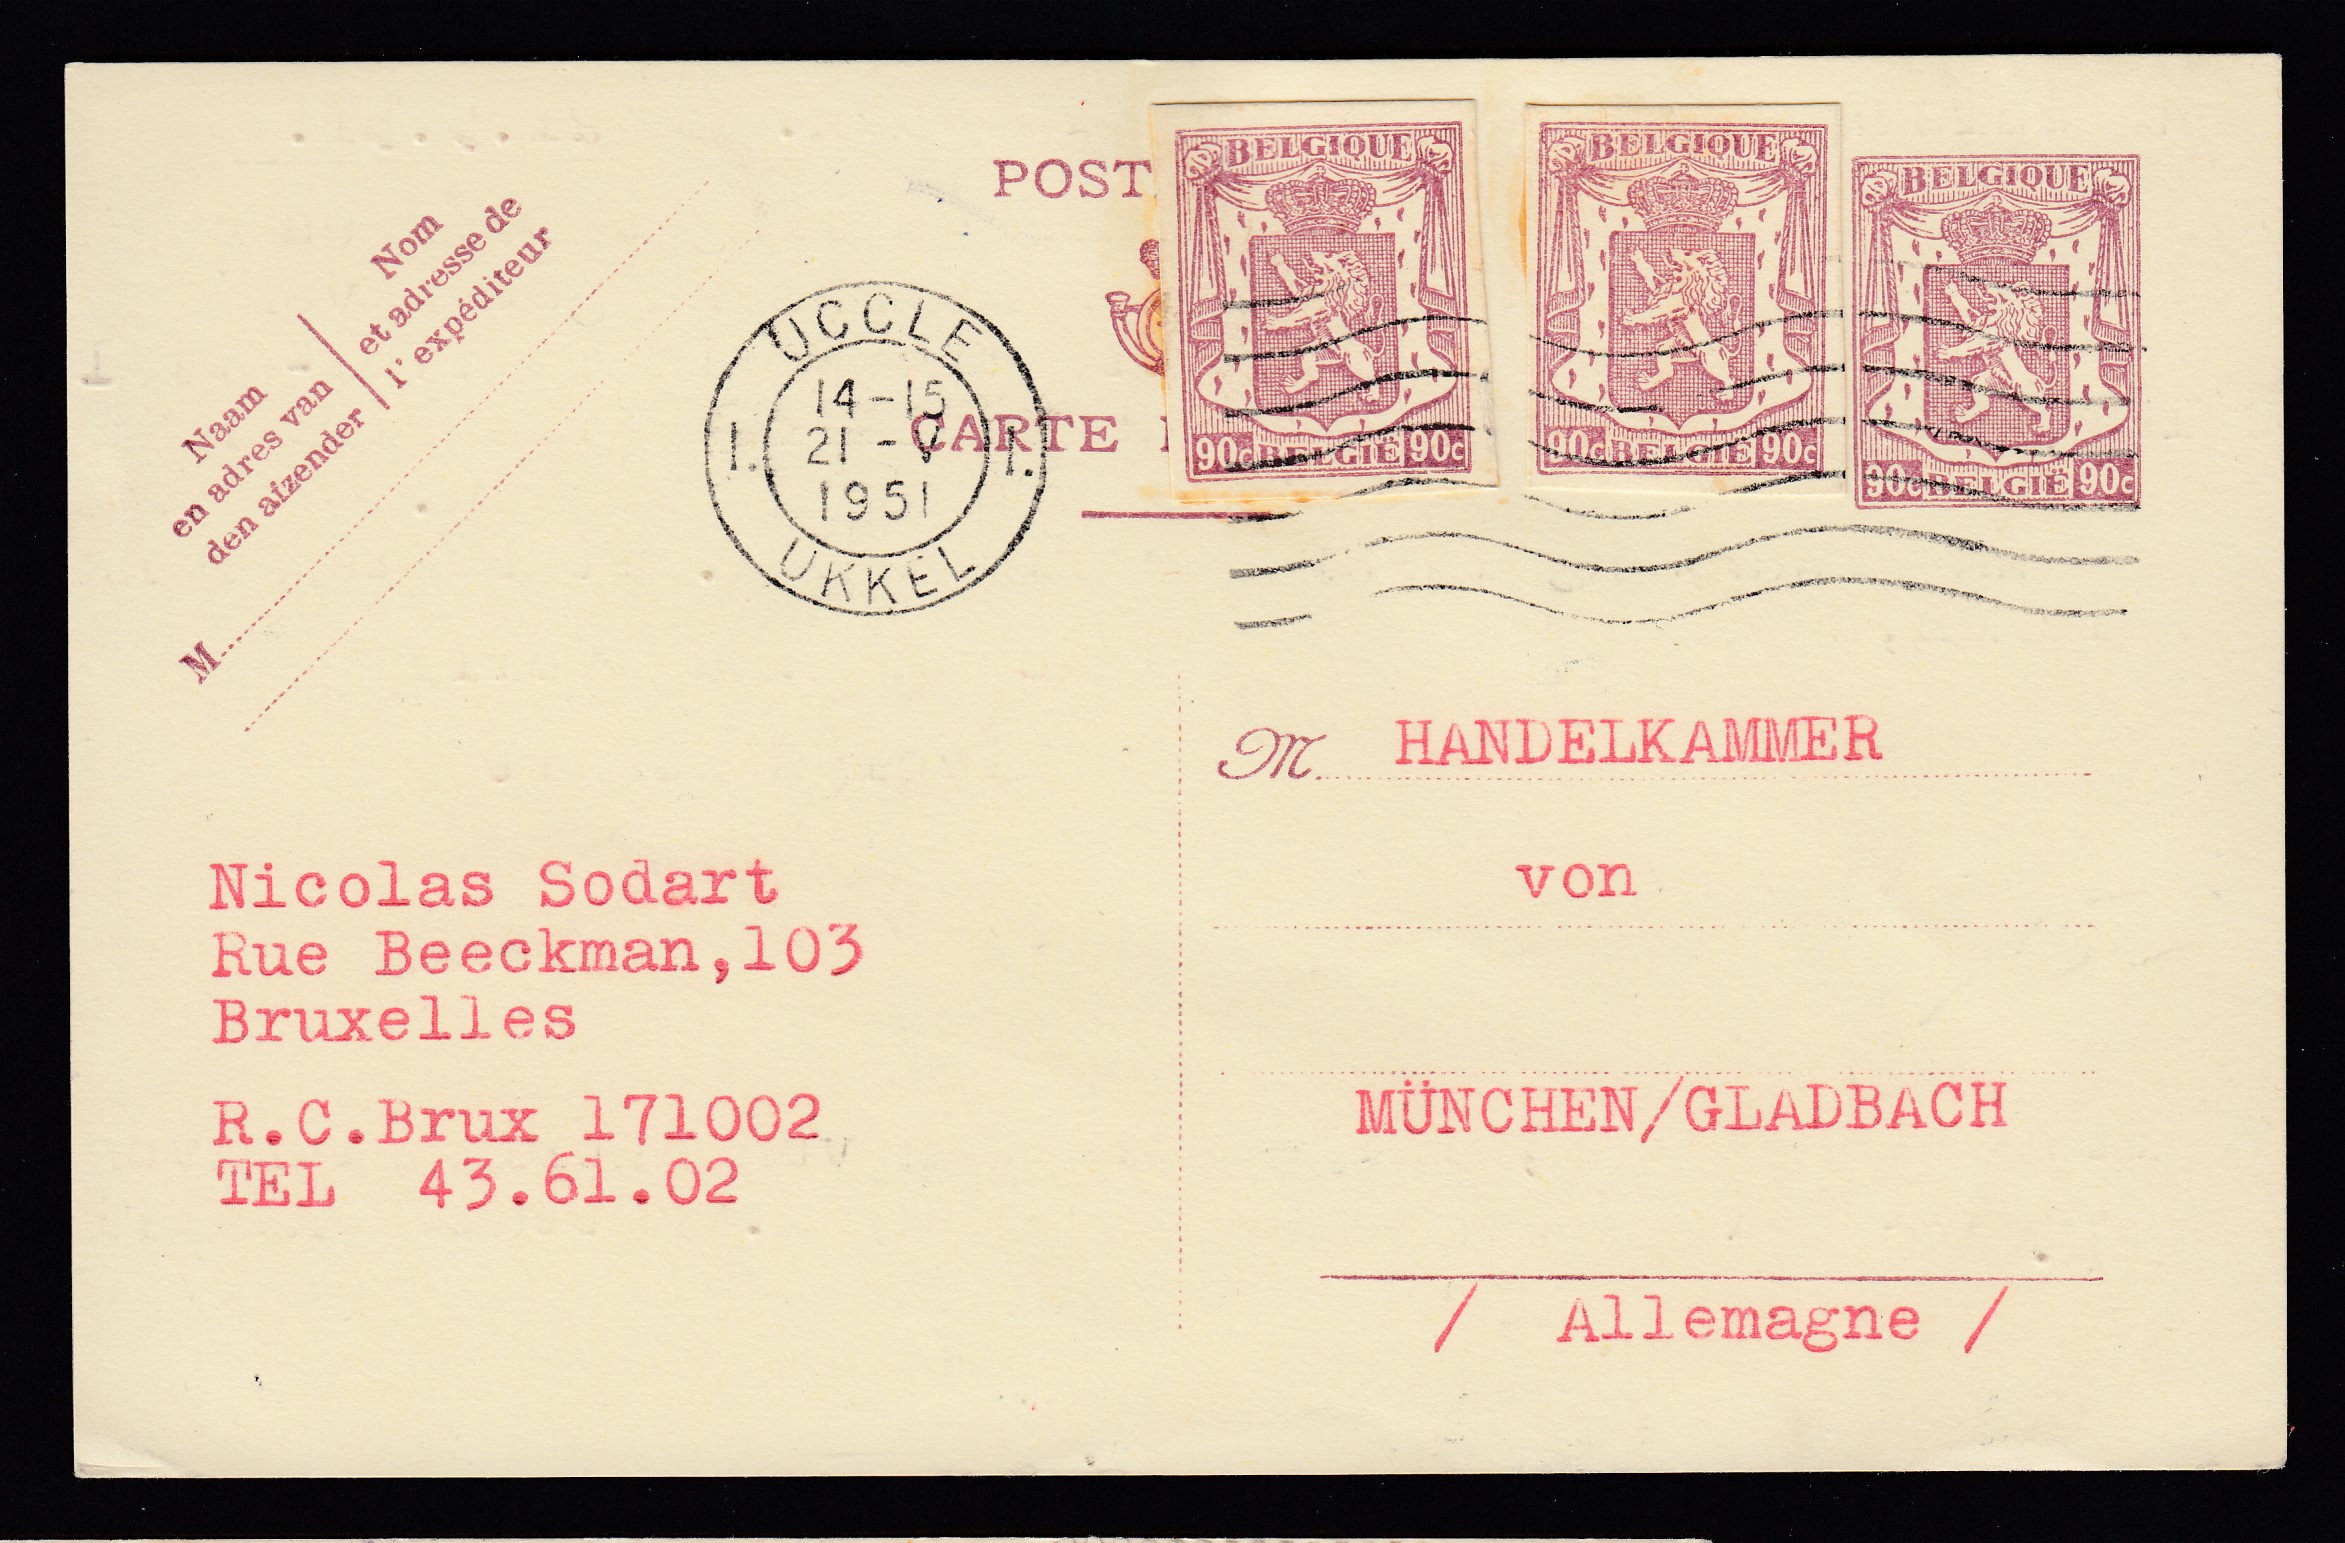 POST
CARTE
Nom
et adresse de
l'expéditeur
Naam
en adres van
den afzender
M
UCCLE
14-15
21 - V
1951
1. 1.
UKKEL
BELGIQUE
90c BELGIË 90c
BELGIQUE
90c BELGIË 90c
BELGIQUE
90c BELGIË 90c
M HANDELKAMMER
von
MÜNCHEN/GLADBACH
/ Allemagne /
Nicolas Sodart
Rue Beeckman,103
Bruxelles
R.C.Brux 171002
TEL 43.61.02